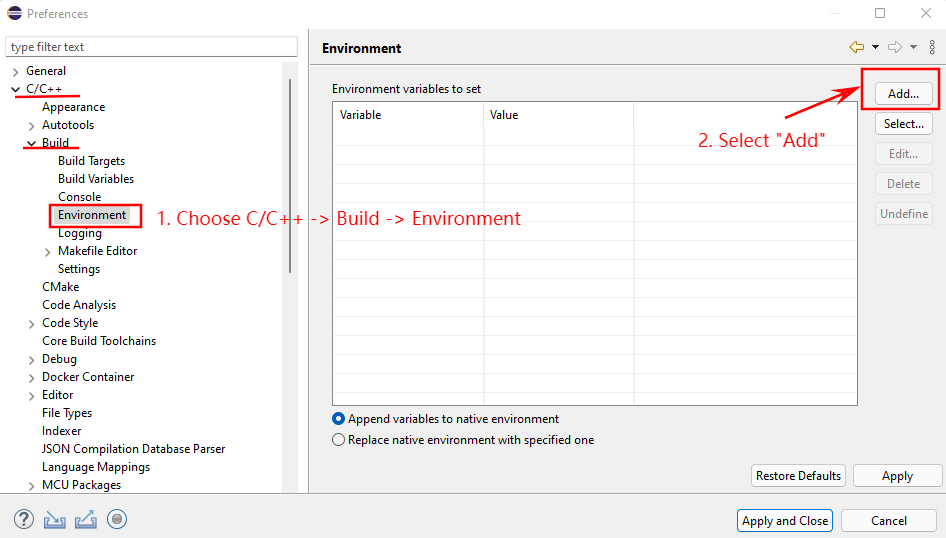 Preferences
type filter text
General
C/C++
Appearance
Autotools
Build
Build Targets
Build Variables
Console
Environment
Logging
Makefile Editor
Settings
CMake
Code Analysis
Code Style
Core Build Toolchains
Debug
Docker Container
Editor
File Types
Indexer
JSON Compilation Database Parser
Language Mappings
MCU Packages
1. Choose C/C++ -> Build -> Environment
Environment
Environment variables to set
Variable Value
Add...
Select...
Edit...
Delete
Undefine
2. Select "Add"
Append variables to native environment
Replace native environment with specified one
Restore Defaults Apply
Apply and Close Cancel